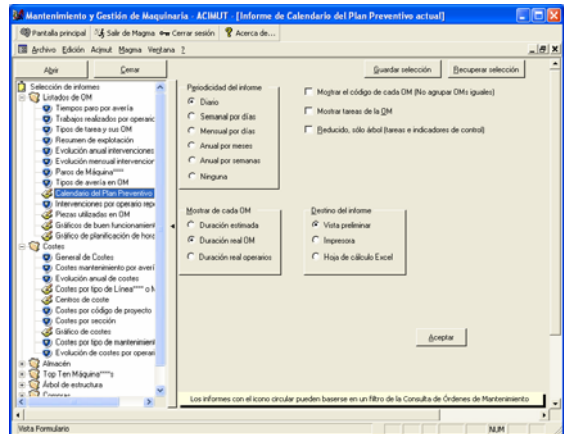 Mantenimiento y Gestión de Maquinaria - ACIMUT - [Informe de Calendario del Plan Preventivo actual]
Pantalla principal Salir de Magma Cerrar sesión Acerca de...
Archivo Edición Acimut Magma Ventana ?
Abrir Cerrar Guardar selección Recuperar selección
Selección de informes
Listados de OM
Tiempos paro por avería
Trabajos realizado por operario
Tipos de tarea y sus OM
Resumen de explotación
Evolución anual intervenciones
Evolución mensual intervencior
Paros de Máquina****
Tipos de avería en OM
Calendario del Plan Preventivo
Intervenciones por operario repo
Piezas utilizadas en OM
Gráficos de buen funcionamient
Gráfico de planificación de hora
Costes
General de Costes
Costes mantenimiento por averí
Evolución anual de costes
Costes por tipo de Línea**** o M
Centros de coste
Costes por código de proyecto
Costes por sección
Gráfico de costes
Costes por tipo de mantenimient
Evolución de costes por operari
Almacén
Top Ten Máquina****s
Árbol de estructura
Compras
Periodicidad del informe
Diario
Semanal por días
Mensual por días
Anual por meses
Anual por semanas
Ninguna
Mostrar el código de cada OM (No agrupar OMs iguales)
Mostrar tareas de la OM
Reducido, sólo árbol (tareas e indicadores de control)
Mostrar de cada OM
Duración estimada
Duración real OM
Duración real operarios
Destino del informe
Vista preliminar
Impresora
Hoja de cálculo Excel
Aceptar
Los informes con el icono circular pueden baserse en un filtro de la Consulta de Órdenes de Mantenimiento
Vista Formulario NUM